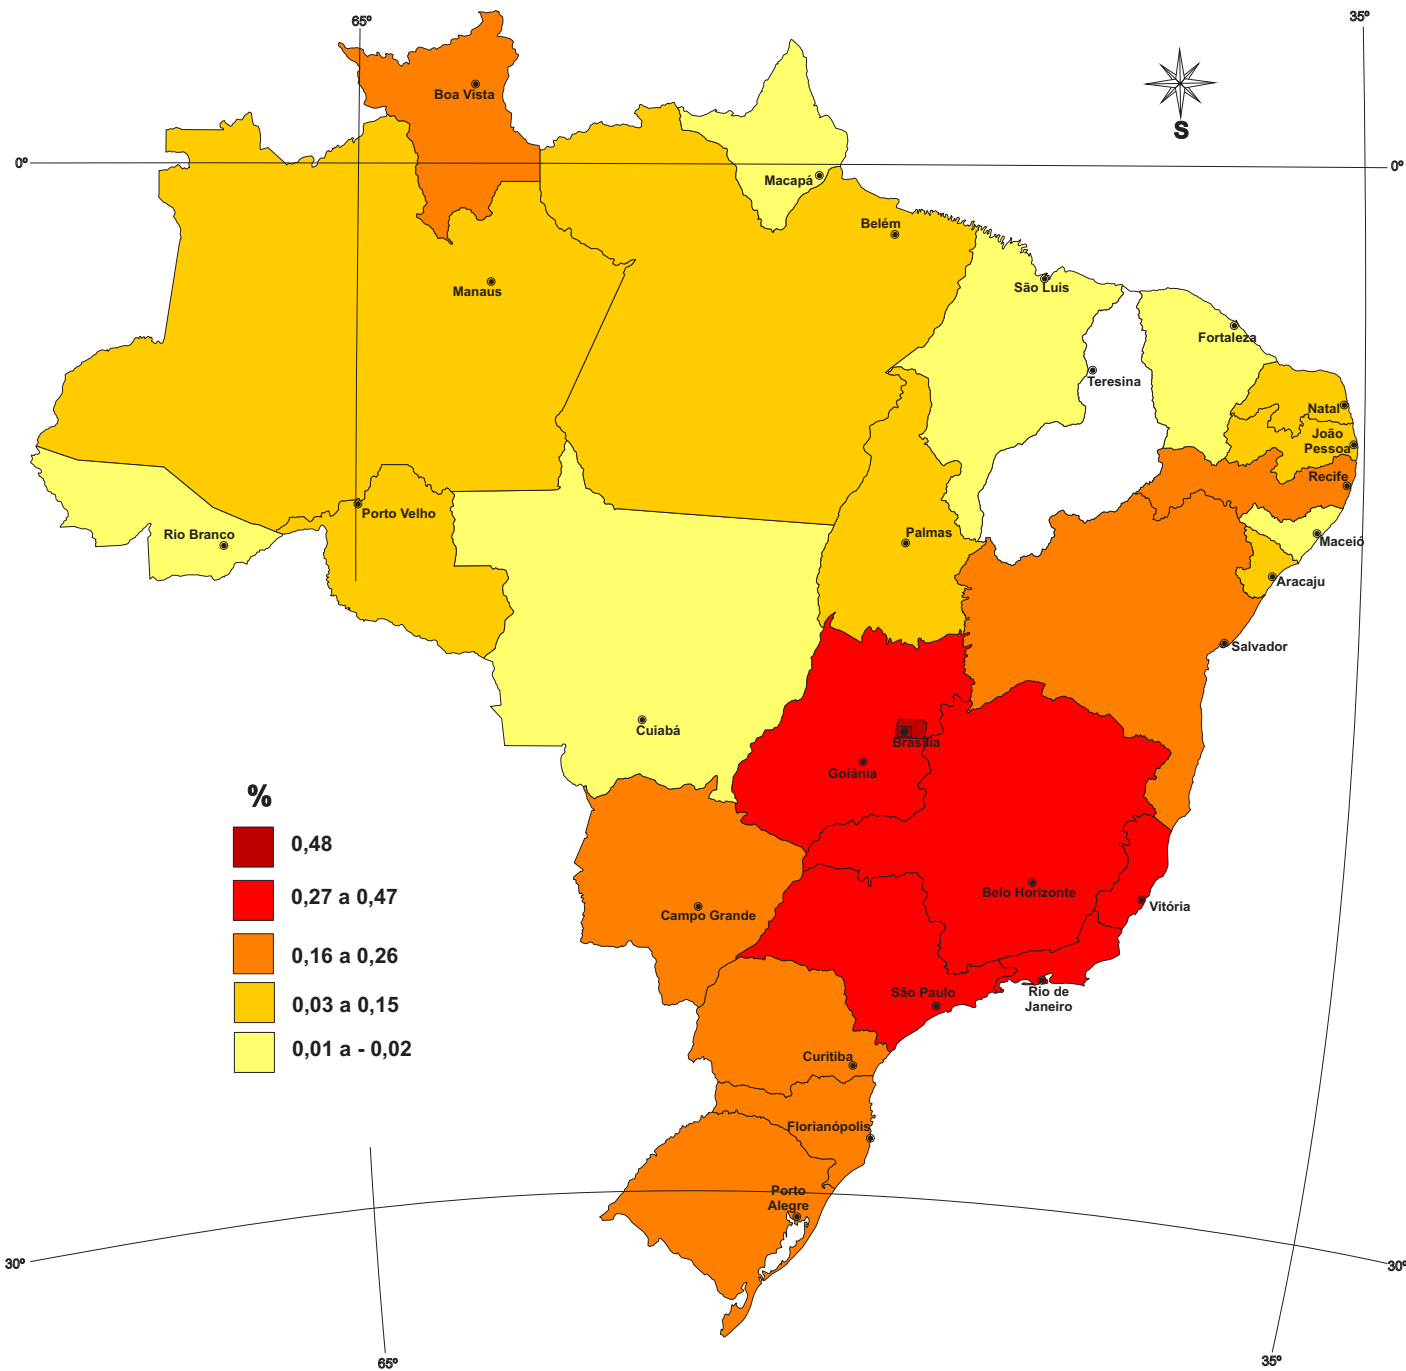 65º
35º
Boa Vista
S
0º
0º
Macapá
Belém
Manaus
São Luis
Fortaleza
Teresina
Natal
João
Pessoa
Recife
Porto Velho
Rio Branco
Palmas
Maceió
Aracaju
Salvador
Cuiabá
Brasília
Goiânia
%
0,48
0,27 a 0,47
0,16 a 0,26
0,03 a 0,15
0,01 a - 0,02
Belo Horizonte
Vitória
Campo Grande
São Paulo
Rio de
Janeiro
Curitiba
Florianópolis
Porto
Alegre
30º
30º
65º
35º